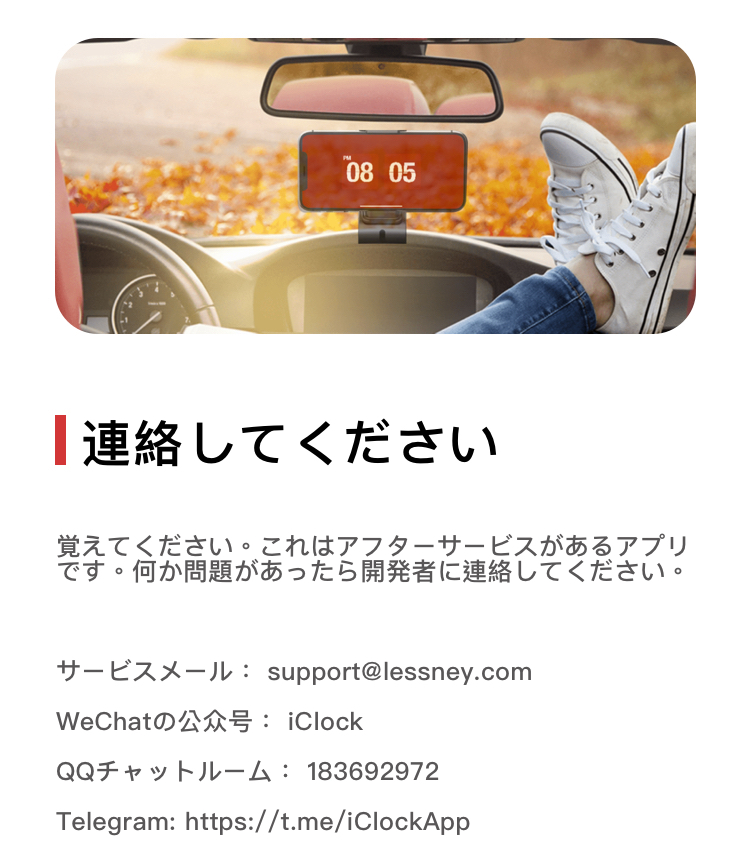 PM
08 05
連絡してください
覚えてください。これはアフターサービスがあるアプリ
です。何か問題があったら開発者に連絡してください。
サービスメール： support@lessney.com
WeChatの公众号： iClock
QQチャットルーム： 183692972
Telegram: https://t.me/iClockApp